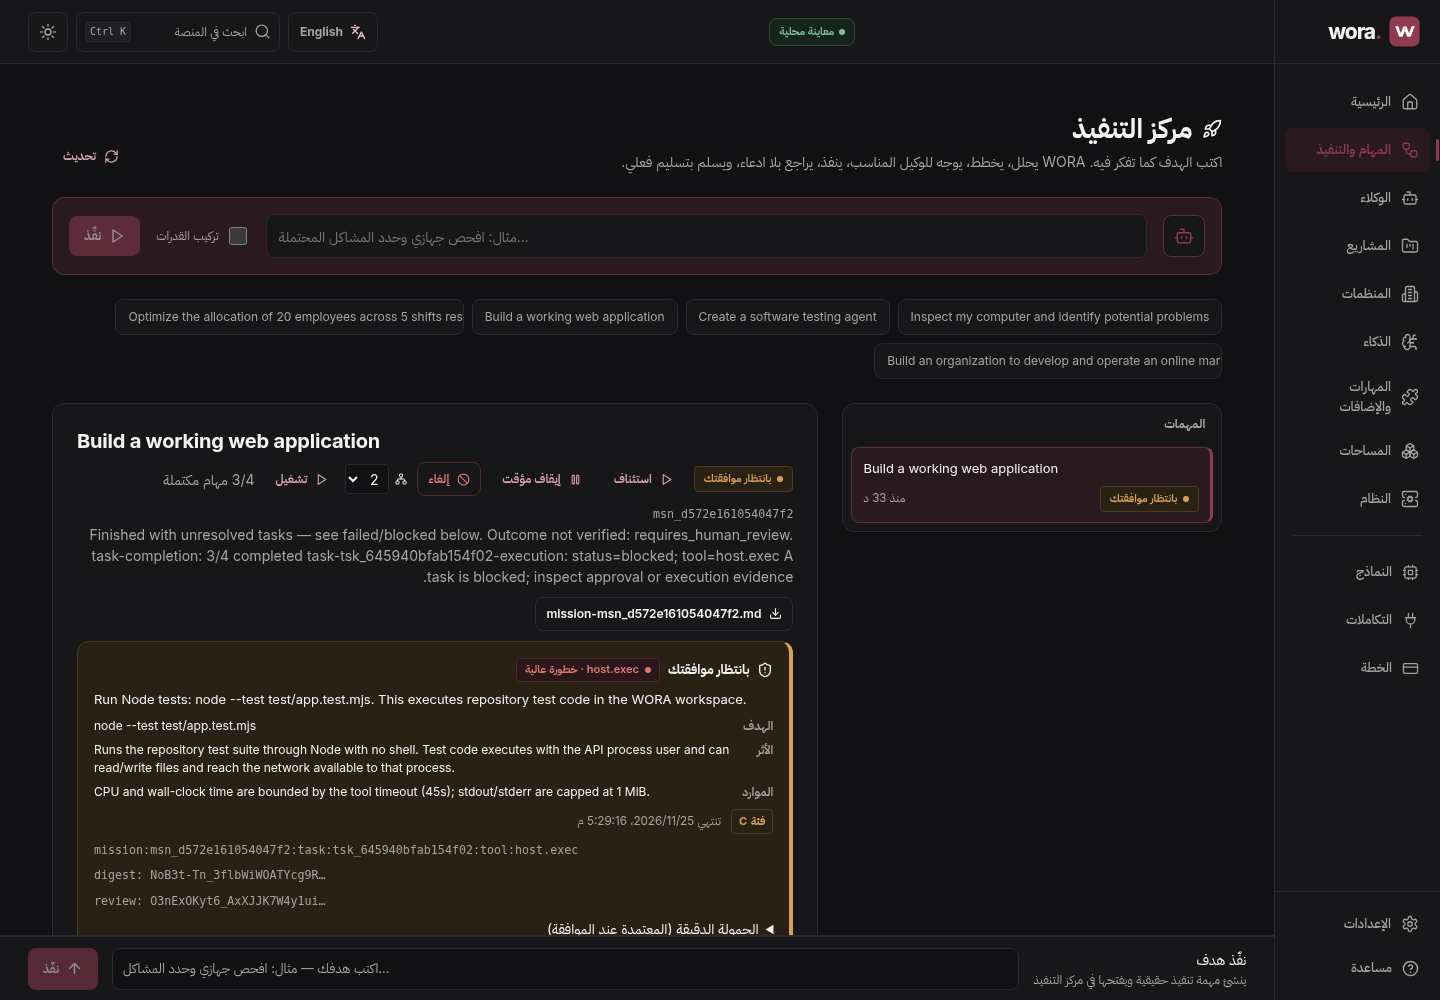 wora.
معاينة محلية
English
ابحث في المنصة
Ctrl K
الرئيسية
المهام والتنفيذ
الوكلاء
المشاريع
المنظمات
الذكاء
المهارات
والإضافات
المساحات
النظام
النماذج
التكاملات
الخطة
الإعدادات
مساعدة
مركز التنفيذ
اكتب الهدف كما تفكر فيه. WORA يحلل، يخطط، يوجه للوكيل المناسب، ينفذ، يراجع بلا ادعاء، ويسلم بتسليم فعلي.
تحديث
مثال: افحص جهازي وحدد المشاكل المحتملة...
تركيب القدرات
نفّذ
Inspect my computer and identify potential problems
Create a software testing agent
Build a working web application
Optimize the allocation of 20 employees across 5 shifts res
Build an organization to develop and operate an online mar
المهمات
Build a working web application
بانتظار موافقتك
منذ 33 د
Build a working web application
بانتظار موافقتك
استئناف
إيقاف مؤقت
إلغاء
2
تشغيل
3/4 مهام مكتملة
msn_d572e161054047f2
Finished with unresolved tasks — see failed/blocked below. Outcome not verified: requires_human_review.
task-completion: 3/4 completed task-tsk_645940bfab154f02-execution: status=blocked; tool=host.exec A
task is blocked; inspect approval or execution evidence.
mission-msn_d572e161054047f2.md
بانتظار موافقتك
host.exec · خطورة عالية
Run Node tests: node --test test/app.test.mjs. This executes repository test code in the WORA workspace.
الهدف
node --test test/app.test.mjs
الأثر
Runs the repository test suite through Node with no shell. Test code executes with the API process user and can
read/write files and reach the network available to that process.
الموارد
CPU and wall-clock time are bounded by the tool timeout (45s); stdout/stderr are capped at 1 MiB.
فئة C
تنتهي 2026/11/25، 5:29:16 م
mission:msn_d572e161054047f2:task:tsk_645940bfab154f02:tool:host.exec
digest: NoB3t-Tn_3flbWiWOATYcg9R…
review: O3nExOKyt6_AxXJJK7W4y1ui…
الحمولة الدقيقة (المعتمدة عند الموافقة)
نفّذ هدف
ينشئ مهمة تنفيذ حقيقية ويفتحها في مركز التنفيذ
اكتب هدفك — مثال: افحص جهازي وحدد المشاكل...
نفّذ